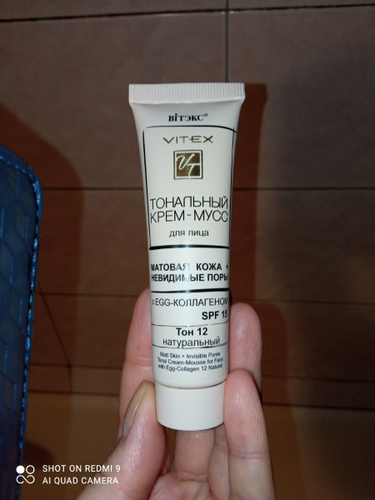 ВІТЭКС®
VITEX
VT
ТОНАЛЬНЫЙ
КРЕМ-МУСС
для лица
МАТОВАЯ КОЖА +
НЕВИДИМЫЕ ПОРЫ
с EGG-КОЛЛАГЕНОМ
SPF 15
Тон 12
натуральный
Matt Skin + Invisible Pores
Tonal Cream-Mousse for Face
with Egg-Collagen 12 Natural
SHOT ON REDMI 9
AI QUAD CAMERA